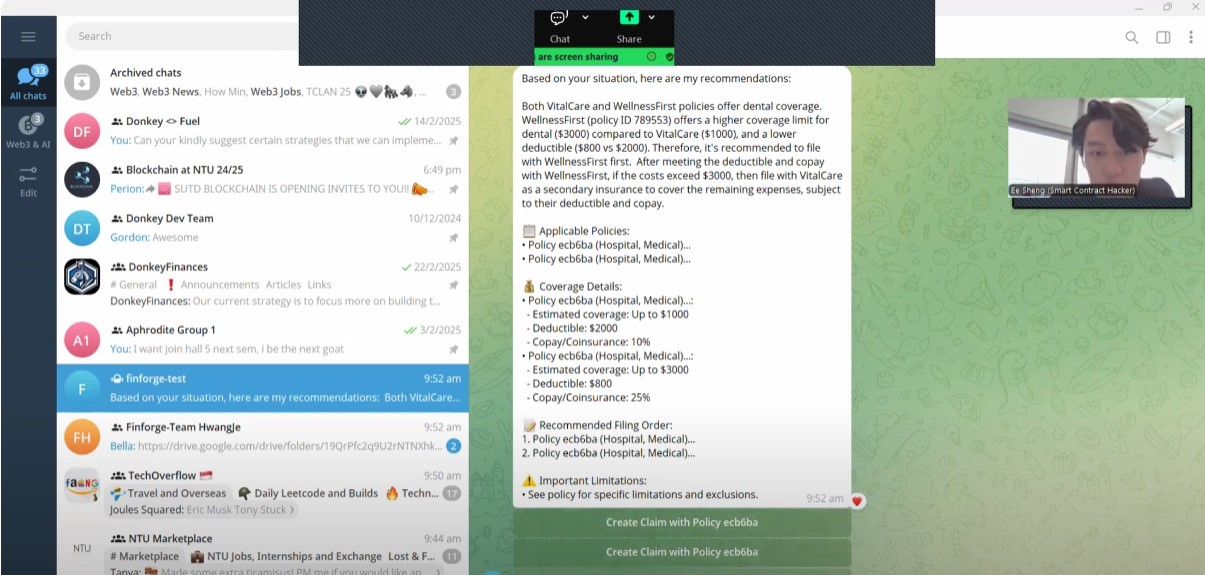 Chat
Share
are screen sharing
Search
33
All chats
3
Web3 & AI
Edit
Archived chats
Web3, Web3 News, How Min, Web3 Jobs, TCLAN 25 👽🩶🦍🐴, ...
3
DF
Donkey <> Fuel
14/2/2025
You: Can your kindly suggest certain strategies that we can impleme...
Blockchain at NTU 24/25
6:49 pm
Perion: SUTD BLOCKCHAIN IS OPENING INVITES TO YOU!!
DT
Donkey Dev Team
10/12/2024
Gordon: Awesome
DonkeyFinances
22/2/2025
# General ❗ Announcements Articles Links
DonkeyFinances: Our current strategy is to focus more on building t...
A1
Aphrodite Group 1
3/2/2025
You: I want join hall 5 next sem, i be the next goat
F
finforge-test
9:52 am
Based on your situation, here are my recommendations: Both VitalCare...
FH
Finforge-Team Hwangle
9:52 am
Bella: https://drive.google.com/drive/folders/19QrPfc2q9U2rNTNXhk...
2
faang
TechOverflow 🇸🇬
9:50 am
Travel and Overseas Daily Leetcode and Builds 🔥 Techn...
17
Joules Squared: Eric Musk Tony Stuck >
NTU
NTU Marketplace
9:44 am
# Marketplace 💼 NTU Jobs, Internships and Exchange Lost & F...
11
Tanya: Made some extra tiramisus! PM me if you would like an
Based on your situation, here are my recommendations:
Both VitalCare and WellnessFirst policies offer dental coverage.
WellnessFirst (policy ID 789553) offers a higher coverage limit for
dental ($3000) compared to VitalCare ($1000), and a lower
deductible ($800 vs $2000). Therefore, it's recommended to file
with WellnessFirst first. After meeting the deductible and copay
with WellnessFirst, if the costs exceed $3000, then file with VitalCare
as a secondary insurance to cover the remaining expenses, subject
to their deductible and copay.
📋 Applicable Policies:
• Policy ecb6ba (Hospital, Medical)...
• Policy ecb6ba (Hospital, Medical)...
💰 Coverage Details:
• Policy ecb6ba (Hospital, Medical)...:
- Estimated coverage: Up to $1000
- Deductible: $2000
- Copay/Coinsurance: 10%
• Policy ecb6ba (Hospital, Medical)...:
- Estimated coverage: Up to $3000
- Deductible: $800
- Copay/Coinsurance: 25%
📝 Recommended Filing Order:
1. Policy ecb6ba (Hospital, Medical)...
2. Policy ecb6ba (Hospital, Medical)...
⚠️ Important Limitations:
• See policy for specific limitations and exclusions.
9:52 am
Create Claim with Policy ecb6ba
Create Claim with Policy ecb6ba
Ee Sheng (Smart Contract Hacker)